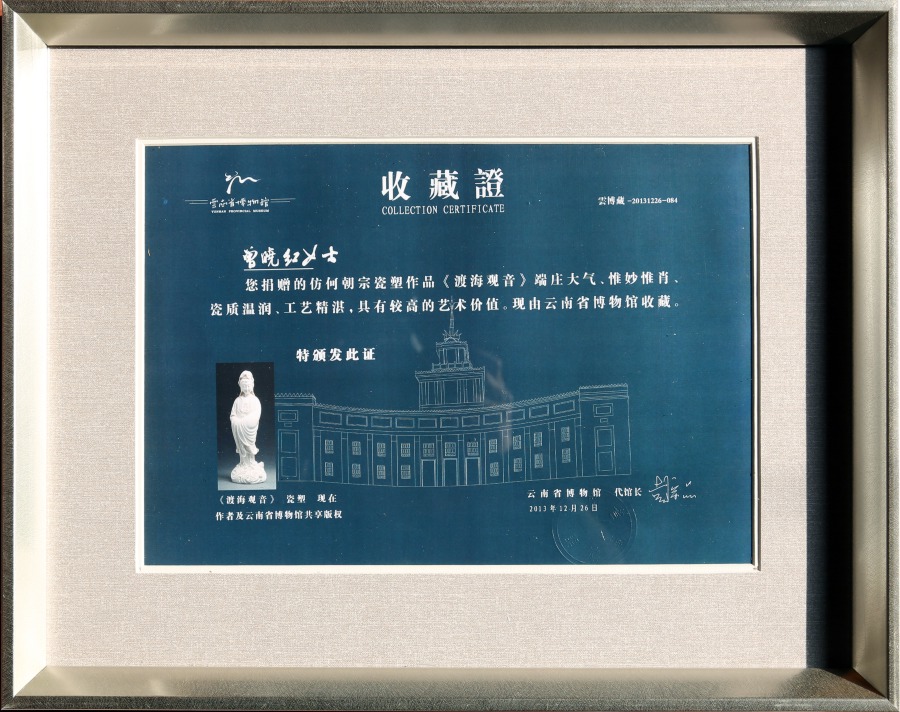 收藏證
COLLECTION CERTIFICATE
雲南省博物館
YUNNAN PROVINCIAL MUSEUM
雲博藏-20131226-084
曾晓红女士
您捐赠的仿何朝宗瓷塑作品《渡海观音》端庄大气、惟妙惟肖、
瓷质温润、工艺精湛，具有较高的艺术价值。现由云南省博物馆收藏。
特颁发此证
《渡海观音》 瓷塑 现在
作者及云南省博物馆共享版权
云南省博物馆 代馆长
2013年12月26日